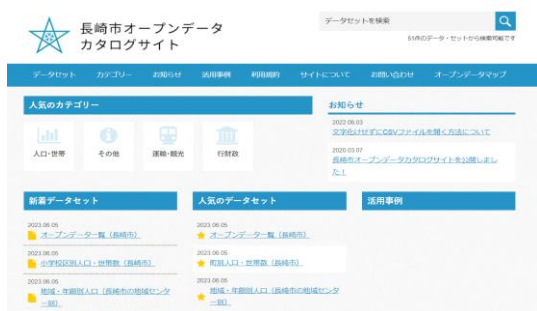 長崎市オープンデータ
カタログサイト
データセットを検索
51件のデータ・セットから検索可能です
データセット カテゴリー お知らせ 活用事例 利用規約 サイトについて お問い合わせ オープンデータマップ
人気のカテゴリー
人口・世帯 その他 運輸・観光 行財政
お知らせ
2022.06.03
文字化けせずにCSVファイルを開く方法について
2020.03.07
長崎市オープンデータカタログサイトを公開しまし
た！
新着データセット
2023.06.05
オープンデータ一覧（長崎市）
2023.06.05
小学校区別人口・世帯数（長崎市）
2023.06.05
地域・年齢別人口（長崎市の地域センタ
ー別）
人気のデータセット
2023.06.05
オープンデータ一覧（長崎市）
2023.06.05
町別人口・世帯数（長崎市）
2023.06.05
地域・年齢別人口（長崎市の地域センタ
ー別）
活用事例